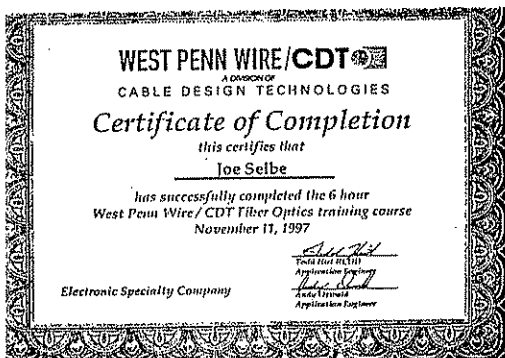 WEST PENN WIRE/CDT
A DIVISION OF
CABLE DESIGN TECHNOLOGIES
Certificate of Completion
this certifies that
Joe Selbe
has successfully completed the 6 hour
West Penn Wire/CDT Fiber Optics training course
November 11, 1997
Todd
Application Engineer
Electronic Specialty Company
Andy
Application Engineer